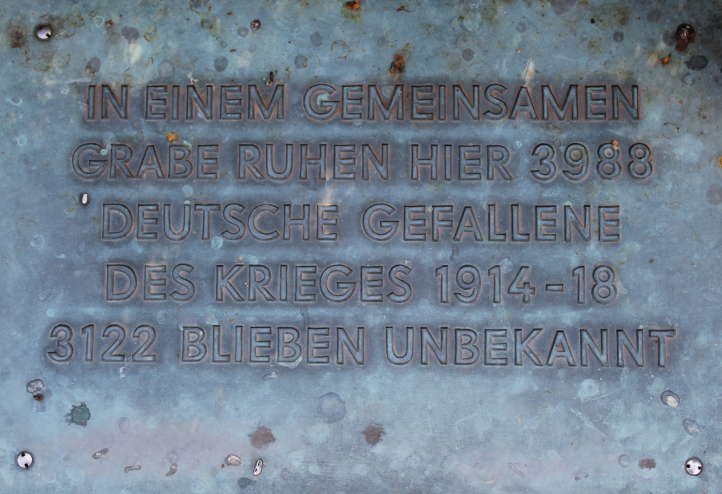 IN EINEM GEMEINSAMEN
GRABE RUHEN HIER 3988
DEUTSCHE GEFALLENE
DES KRIEGES 1914-18
3122 BLIEBEN UNBEKANNT